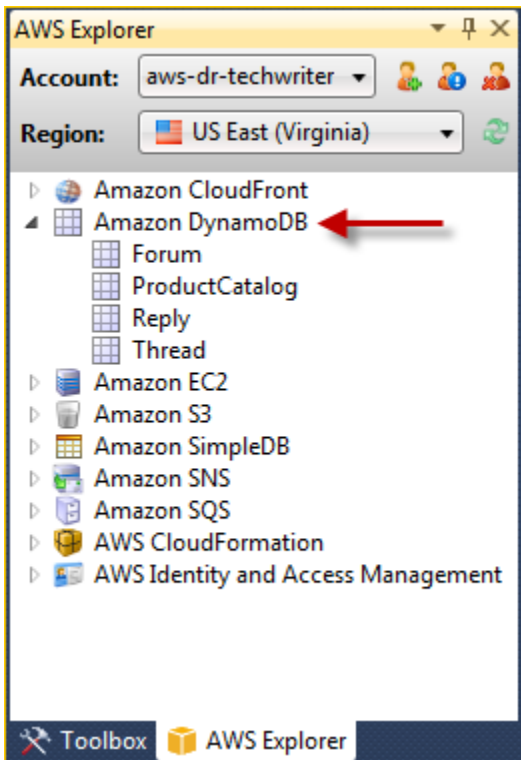 AWS Explorer
Account: aws-dr-techwriter
Region: US East (Virginia)
Amazon CloudFront
Amazon DynamoDB
Forum
ProductCatalog
Reply
Thread
Amazon EC2
Amazon S3
Amazon SimpleDB
Amazon SNS
Amazon SQS
AWS CloudFormation
AWS Identity and Access Management
Toolbox AWS Explorer